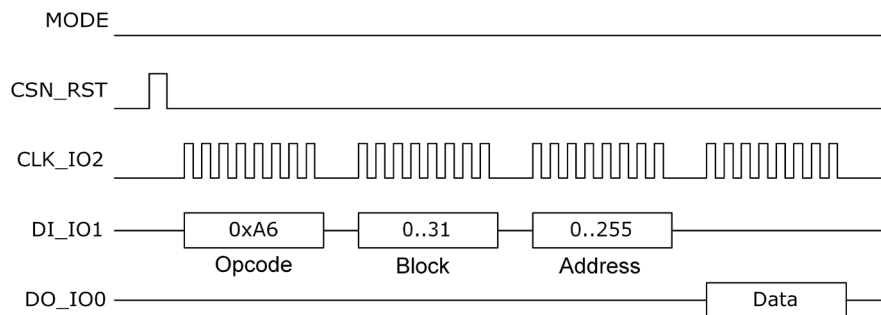 MODE
CSN_RST
CLK_IO2
DI_IO1 0xA6 0..31 0..255
Opcode Block Address
DO_IO0 Data